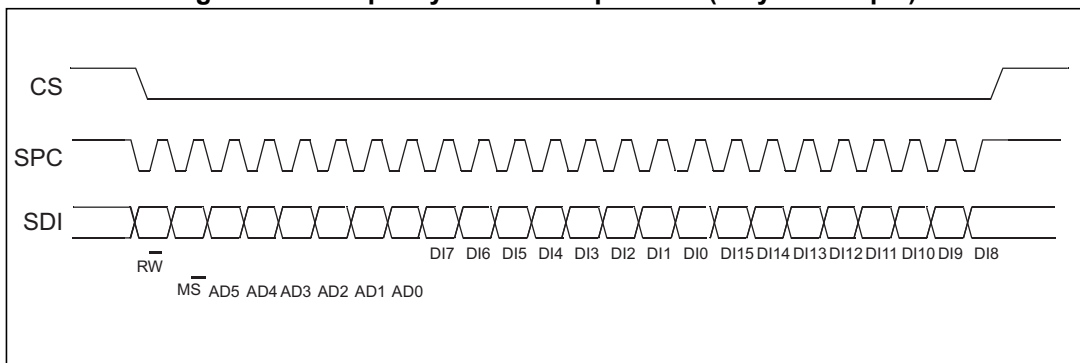 CS
SPC
SDI
DI7 DI6 DI5 DI4 DI3 DI2 DI1 DI0 DI15 DI14 DI13 DI12 DI11 DI10 DI9 DI8
RW̅
MS̅ AD5 AD4 AD3 AD2 AD1 AD0